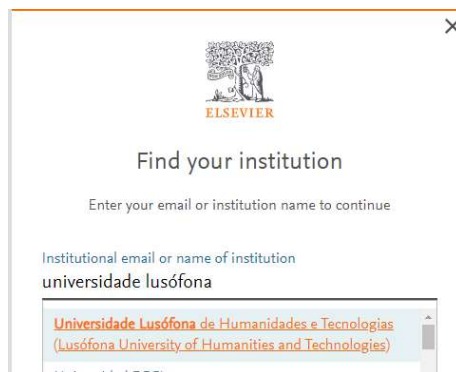 ELSEVIER
Find your institution
Enter your email or institution name to continue
Institutional email or name of institution
universidade lusófona
Universidade Lusófona de Humanidades e Tecnologias
(Lusófona University of Humanities and Technologies)